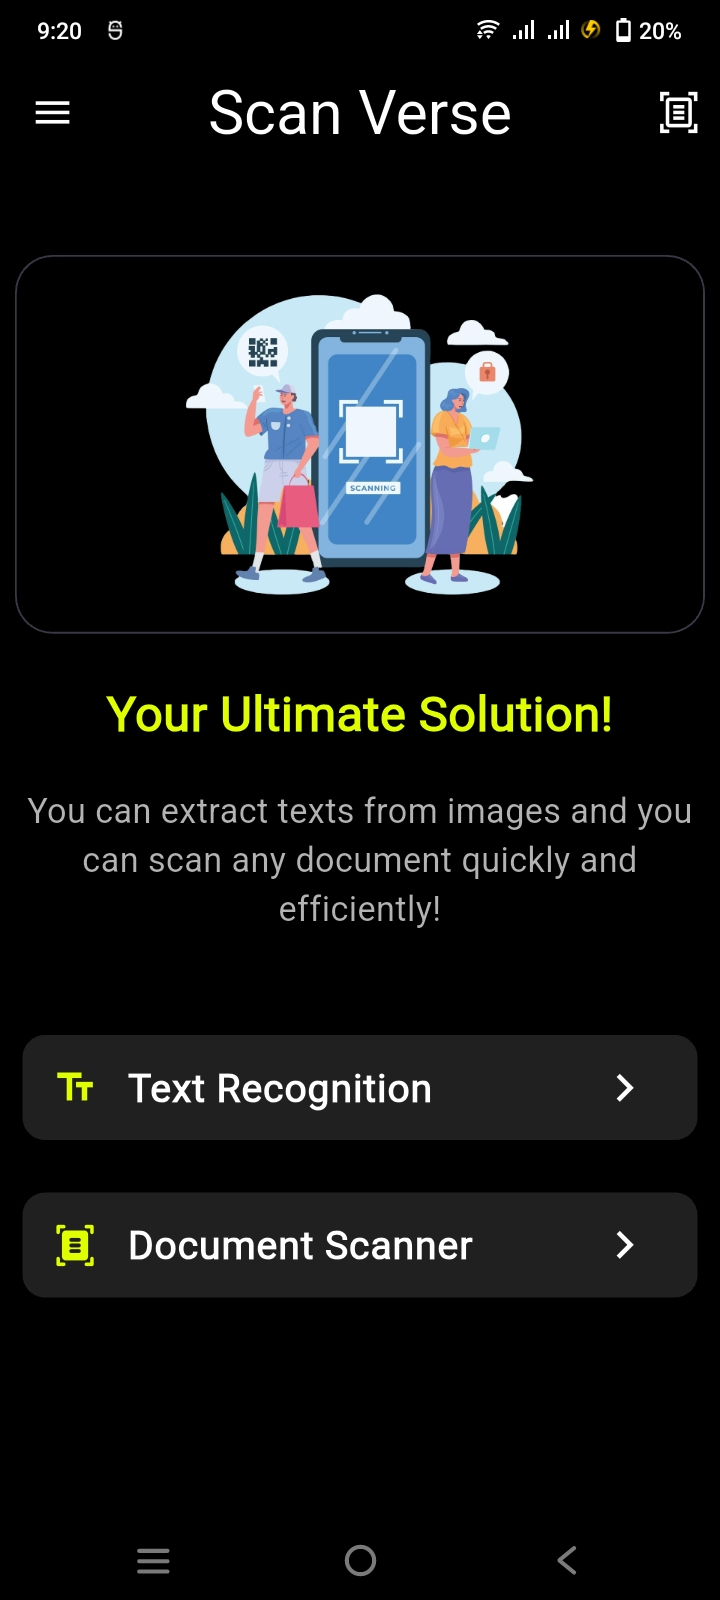 9:20
20%
Scan Verse
SCANNING
Your Ultimate Solution!
You can extract texts from images and you
can scan any document quickly and
efficiently!
Text Recognition
Document Scanner